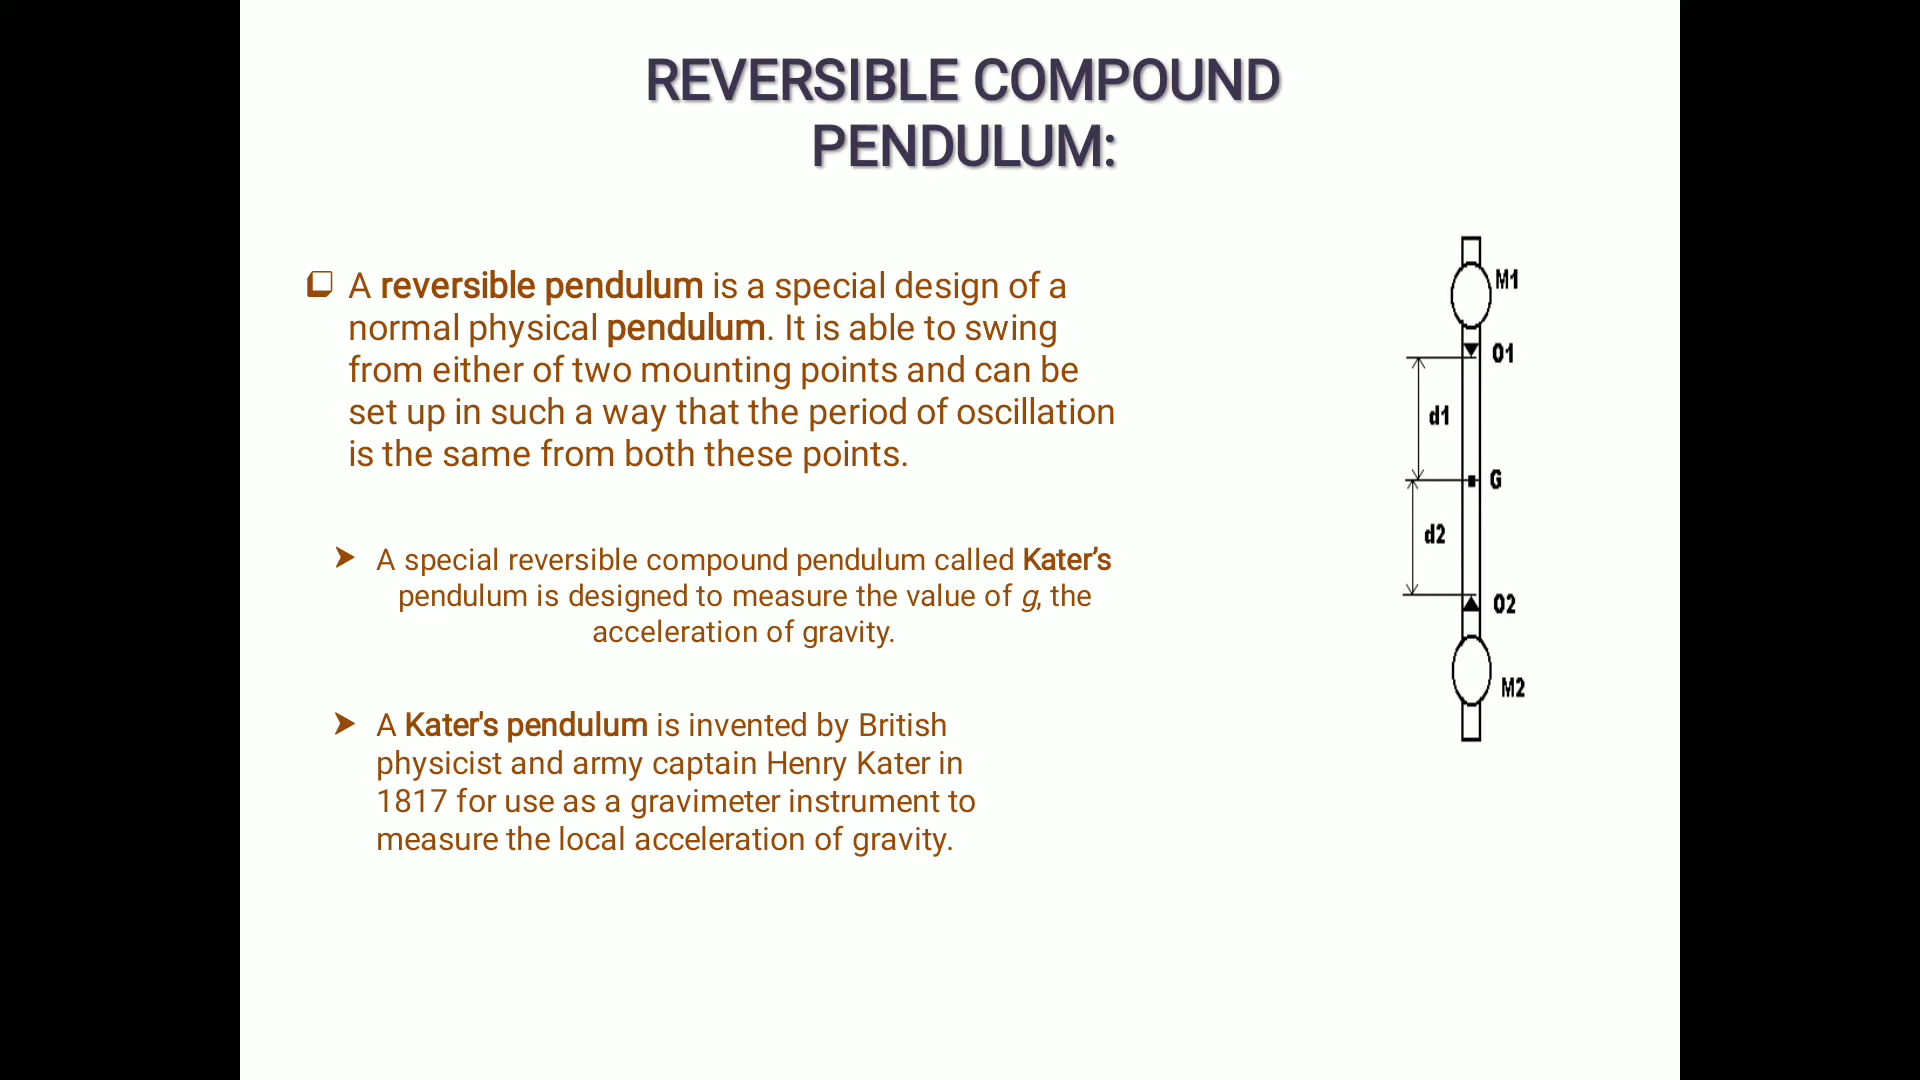 REVERSIBLE COMPOUND
PENDULUM:
A reversible pendulum is a special design of a
normal physical pendulum. It is able to swing
from either of two mounting points and can be
set up in such a way that the period of oscillation
is the same from both these points.
A special reversible compound pendulum called Kater’s
pendulum is designed to measure the value of g, the
acceleration of gravity.
A Kater's pendulum is invented by British
physicist and army captain Henry Kater in
1817 for use as a gravimeter instrument to
measure the local acceleration of gravity.
M1
O1
d1
G
d2
O2
M2